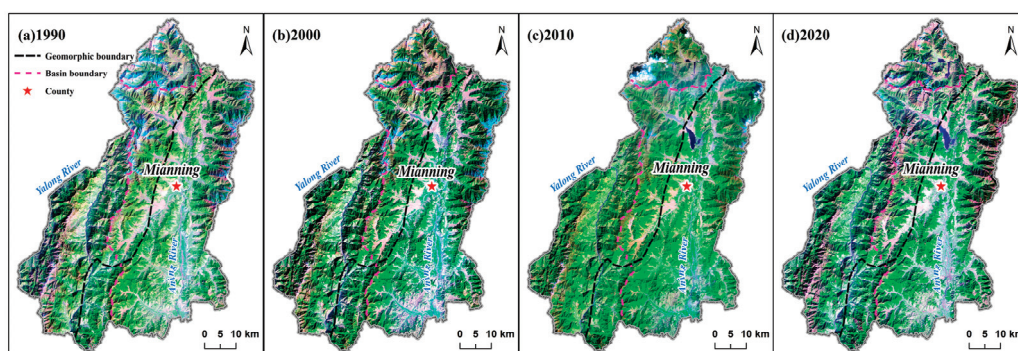 (a)1990
N
Geomorphic boundary
Basin boundary
County
Yalong River
Mianning
Anning River
0 5 10 km
(b)2000
N
Yalong River
Mianning
Anning River
0 5 10 km
(c)2010
N
Yalong River
Mianning
Anning River
0 5 10 km
(d)2020
N
Yalong River
Mianning
Anning River
0 5 10 km